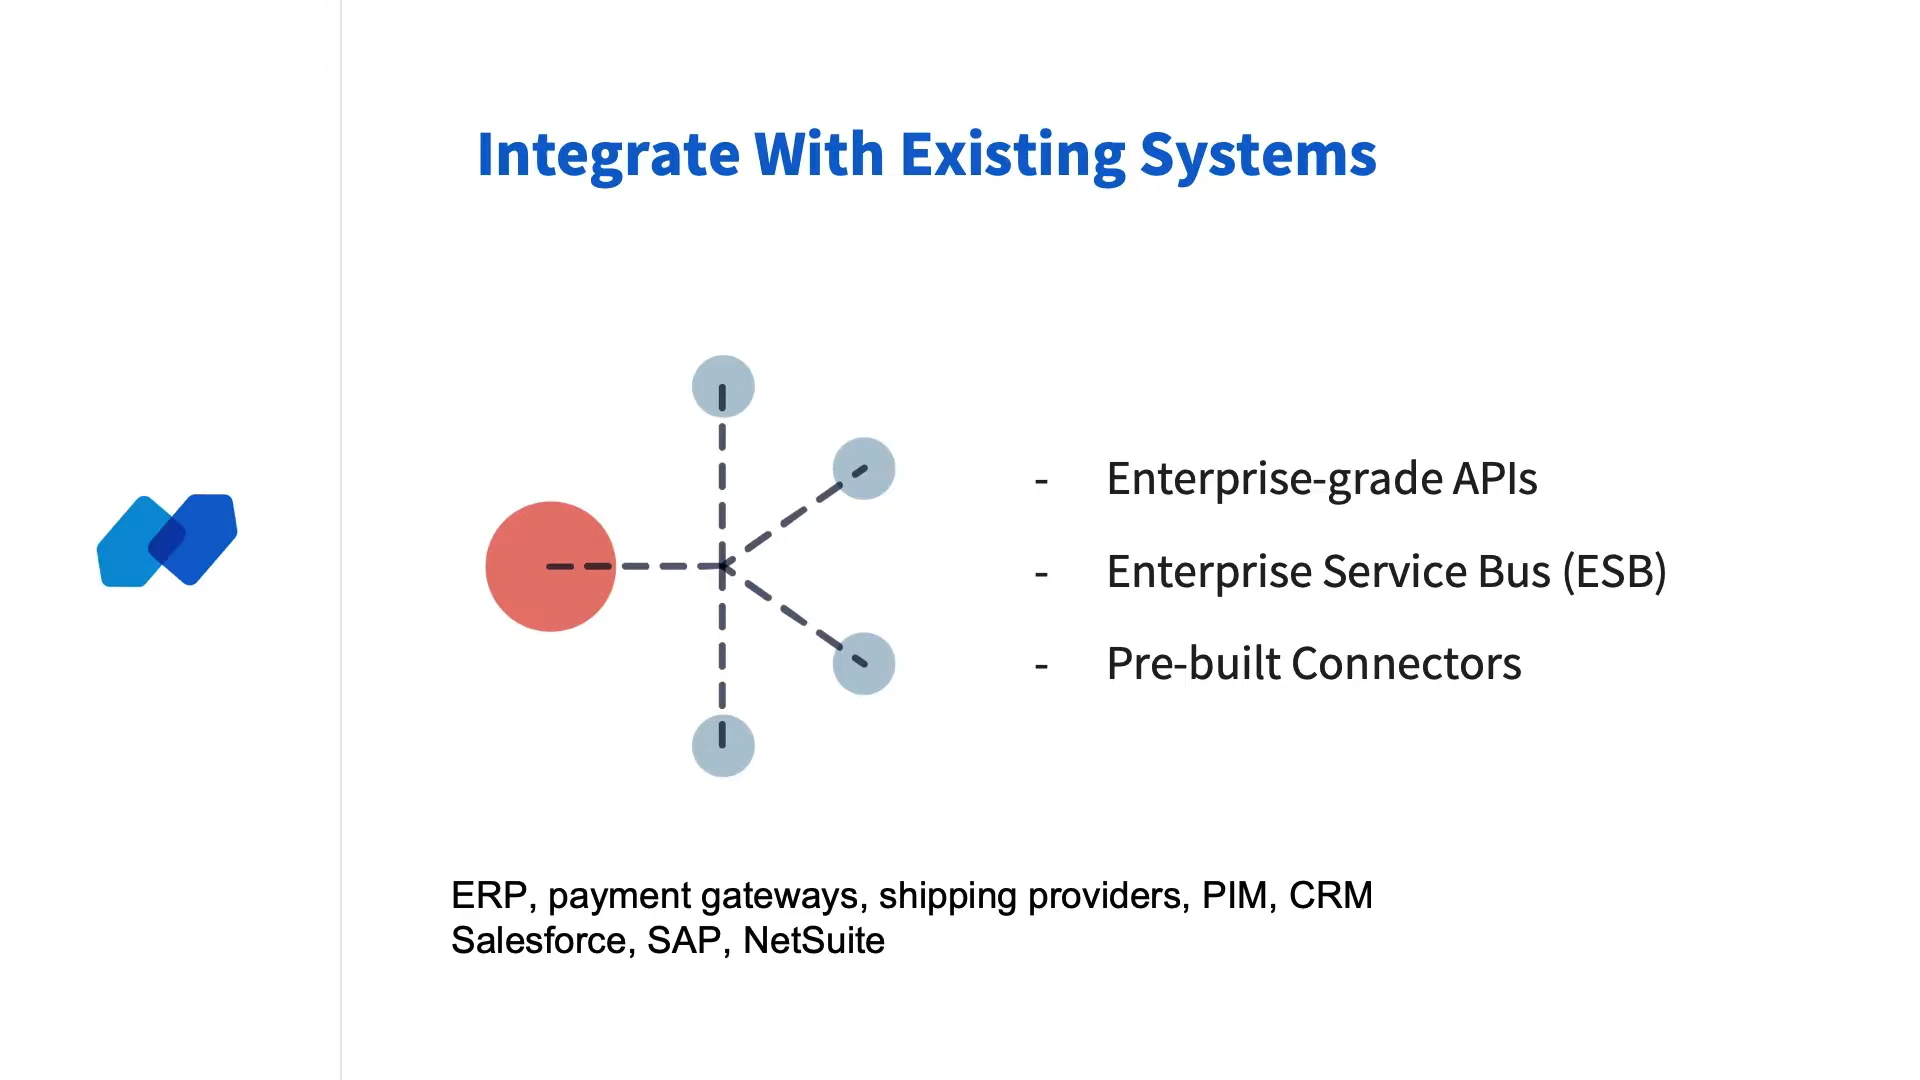 Integrate With Existing Systems
- Enterprise-grade APIs
- Enterprise Service Bus (ESB)
- Pre-built Connectors
ERP, payment gateways, shipping providers, PIM, CRM
Salesforce, SAP, NetSuite